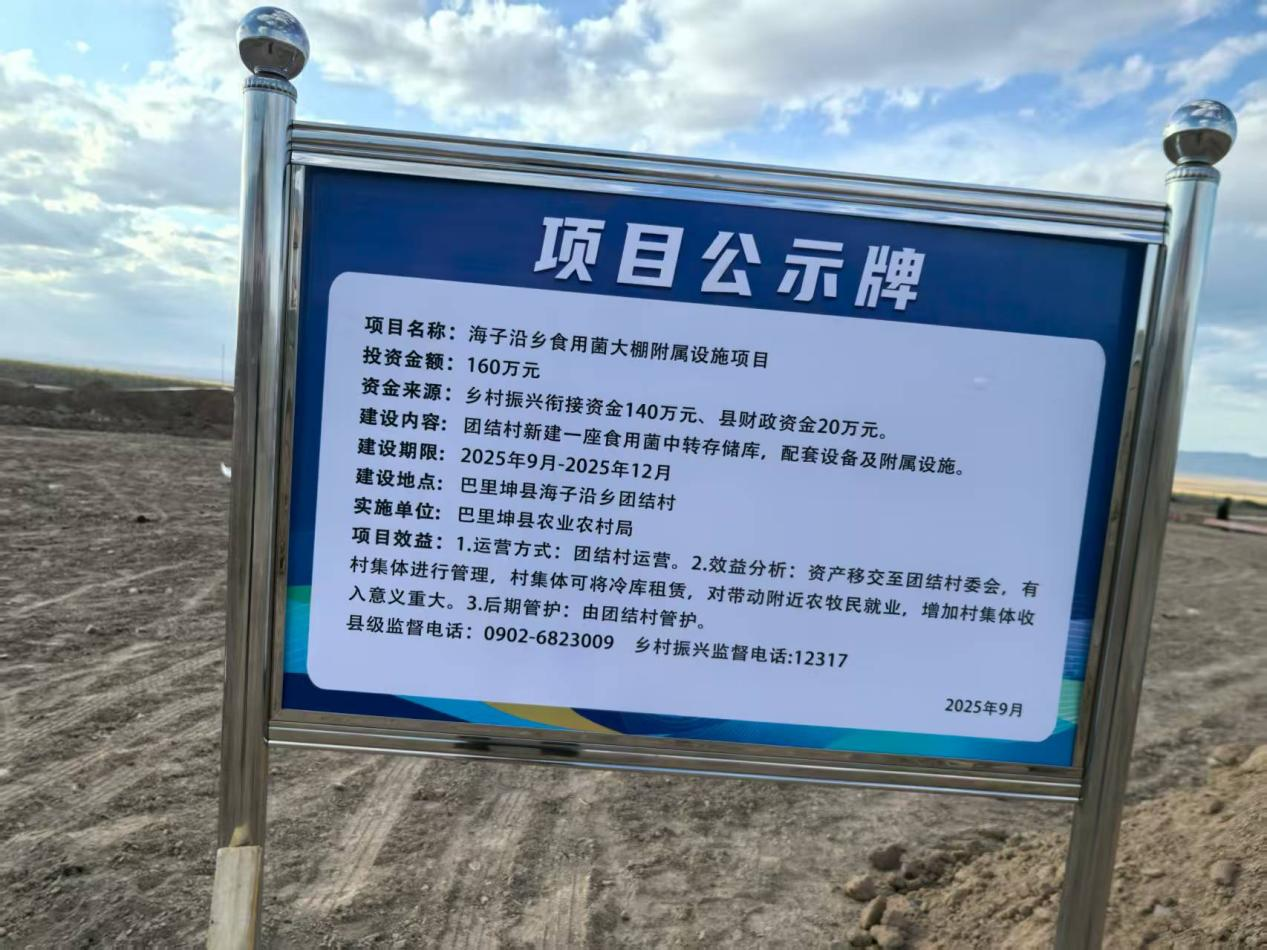 项目公示牌
项目名称：海子沿乡食用菌大棚附属设施项目
投资金额：160万元
资金来源：乡村振兴衔接资金140万元、县财政资金20万元。
建设内容：团结村新建一座食用菌中转存储库，配套设备及附属设施。
建设期限：2025年9月-2025年12月
建设地点：巴里坤县海子沿乡团结村
实施单位：巴里坤县农业农村局
项目效益：1.运营方式：团结村运营。2.效益分析：资产移交至团结村委会，有
村集体进行管理，村集体可将冷库租赁，对带动附近农牧民就业，增加村集体收
入意义重大。3.后期管护：由团结村管护。
县级监督电话：0902-6823009 乡村振兴监督电话:12317
2025年9月